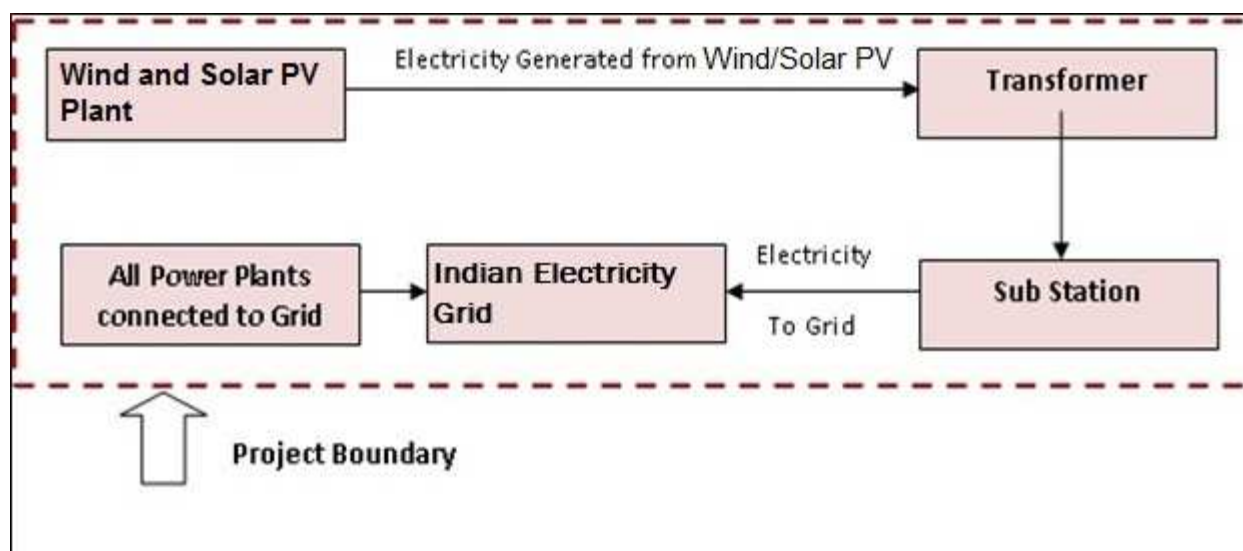 Wind and Solar PV
Plant
Electricity Generated from Wind/Solar PV
Transformer
All Power Plants
connected to Grid
Indian Electricity
Grid
Electricity
To Grid
Sub Station
Project Boundary